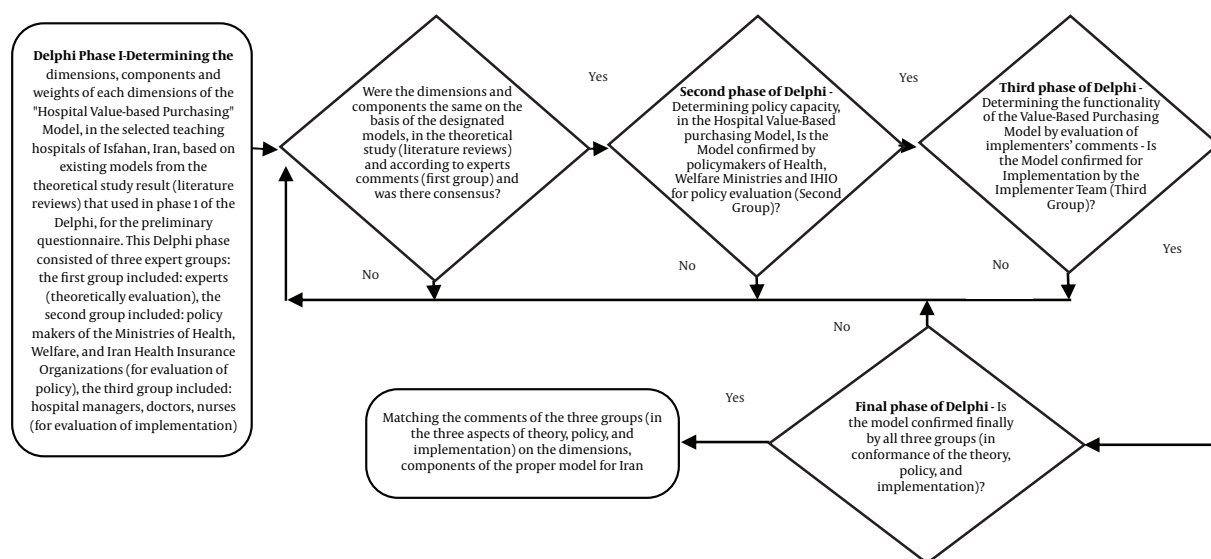 Delphi Phase I-Determining the
dimensions, components and
weights of each dimensions of the
"Hospital Value-based Purchasing"
Model, in the selected teaching
hospitals of Isfahan, Iran, based on
existing models from the
theoretical study result (literature
reviews) that used in phase 1 of the
Delphi, for the preliminary
questionnaire. This Delphi phase
consisted of three expert groups:
the first group included: experts
(theoretically evaluation), the
second group included: policy
makers of the Ministries of Health,
Welfare, and Iran Health Insurance
Organizations (for evaluation of
policy), the third group included:
hospital managers, doctors, nurses
(for evaluation of implementation)
Were the dimensions and
components the same on the
basis of the designated
models, in the theoretical
study (literature reviews)
and according to experts
comments (first group) and
was there consensus?
Yes
No
Second phase of Delphi -
Determining policy capacity,
in the Hospital Value-Based
purchasing Model, Is the
Model confirmed by
policymakers of Health,
Welfare Ministries and IHIO
for policy evaluation (Second
Group)?
Yes
No
Third phase of Delphi -
Determining the functionality
of the Value-Based Purchasing
Model by evaluation of
implementers' comments - Is
the Model confirmed for
Implementation by the
Implementer Team (Third
Group)?
Yes
No
Final phase of Delphi - Is
the model confirmed finally
by all three groups (in
conformance of the theory,
policy, and
implementation)?
No
Yes
Matching the comments of the three groups (in
the three aspects of theory, policy, and
implementation) on the dimensions,
components of the proper model for Iran